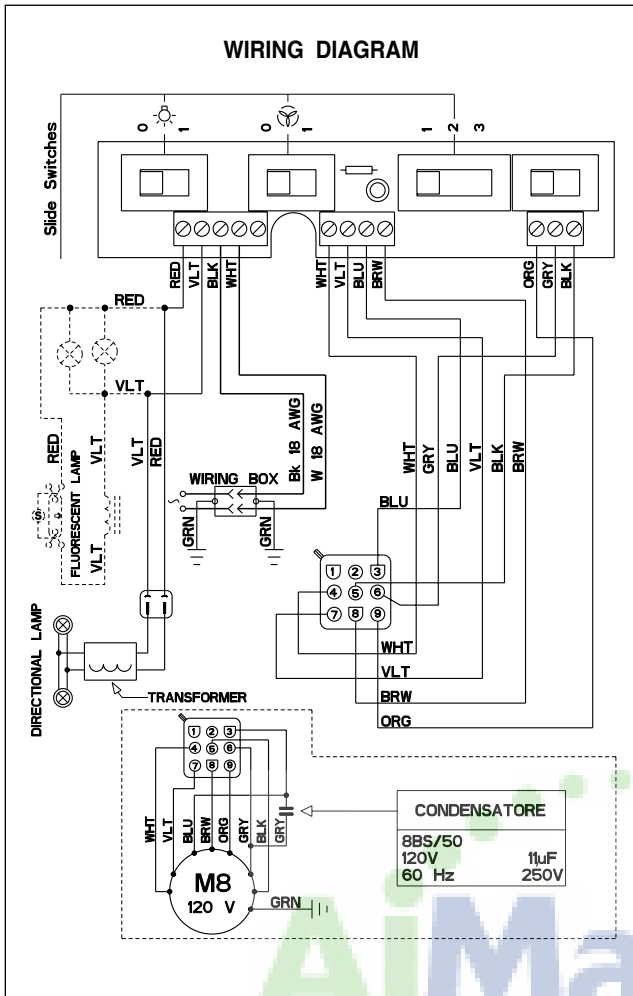 WIRING DIAGRAM
Slide Switches
0 1
0 1
1 2 3
RED VLT BLK WHT
WHT VLT BLU BRW
ORG GRY BLK
RED
VLT
RED
VLT
VLT
RED
S
FLUORESCENT LAMP
VLT
Bk 18 AWG
W 18 AWG
WIRING BOX
GRN
GRN
WHT
GRY
BLU
VLT
BLK
BRW
BLU
1 2 3
4 5 6
7 8 9
WHT
VLT
BRW
ORG
DIRECTIONAL LAMP
TRANSFORMER
1 2 3
4 5 6
7 8 9
WHT
VLT
BLU
BRW
ORG
GRY
BLK
GRY
M8
120 V
GRN
CONDENSATORE
8BS/50
120V 11µF
60 Hz 250V
AiMa